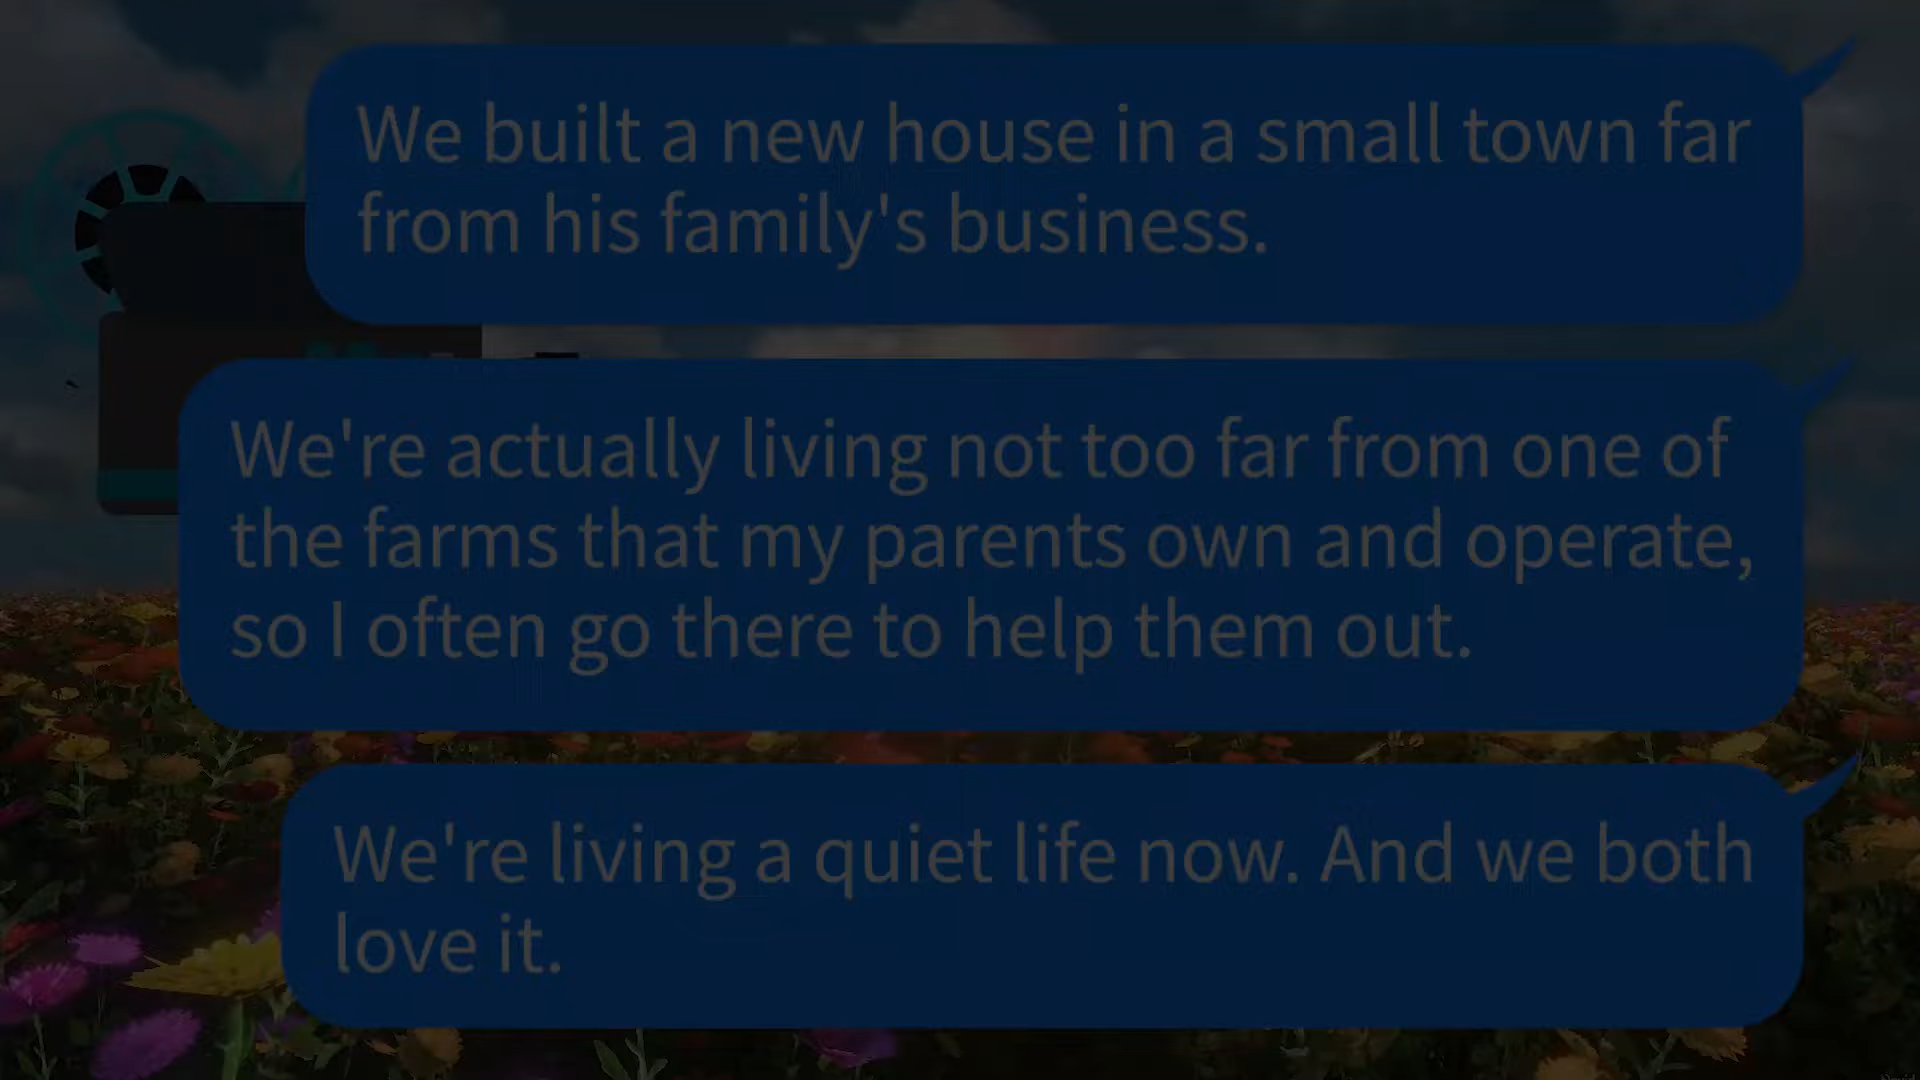 We built a new house in a small town far
from his family's business.
We're actually living not too far from one of
the farms that my parents own and operate,
so I often go there to help them out.
We're living a quiet life now. And we both
love it.